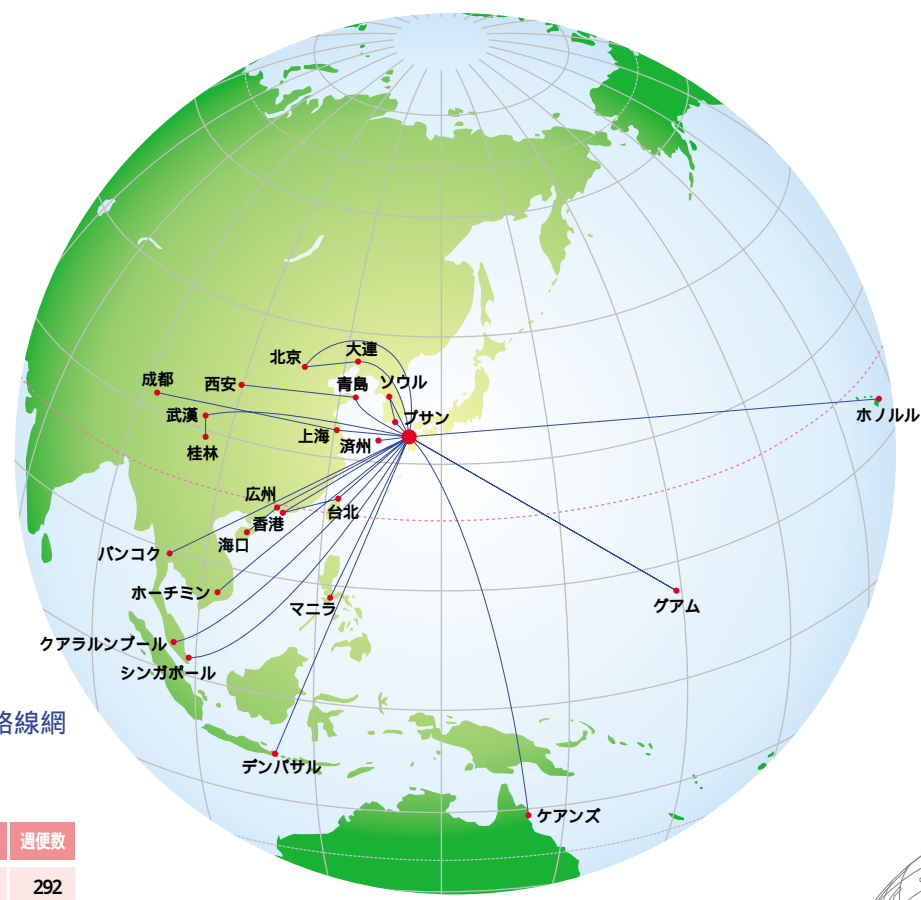 北京
大連
成都
西安
青島
ソウル
武漢
プサン
ホノルル
上海
済州
桂林
広州
香港
台北
海口
バンコク
ホーチミン
マニラ
グアム
クアラルンプール
シンガポール
路線網
デンパサル
ケアンズ
週便数
292